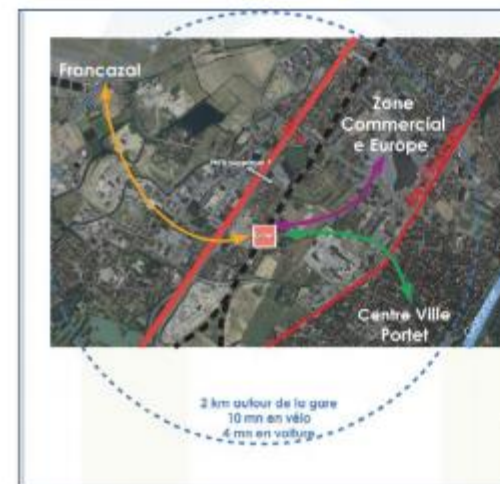 Francazal
Zone
Commercial
e Europe
Centre Ville
Portet
2 km autour de la gare
10 mn en vélo
4 mn en voiture